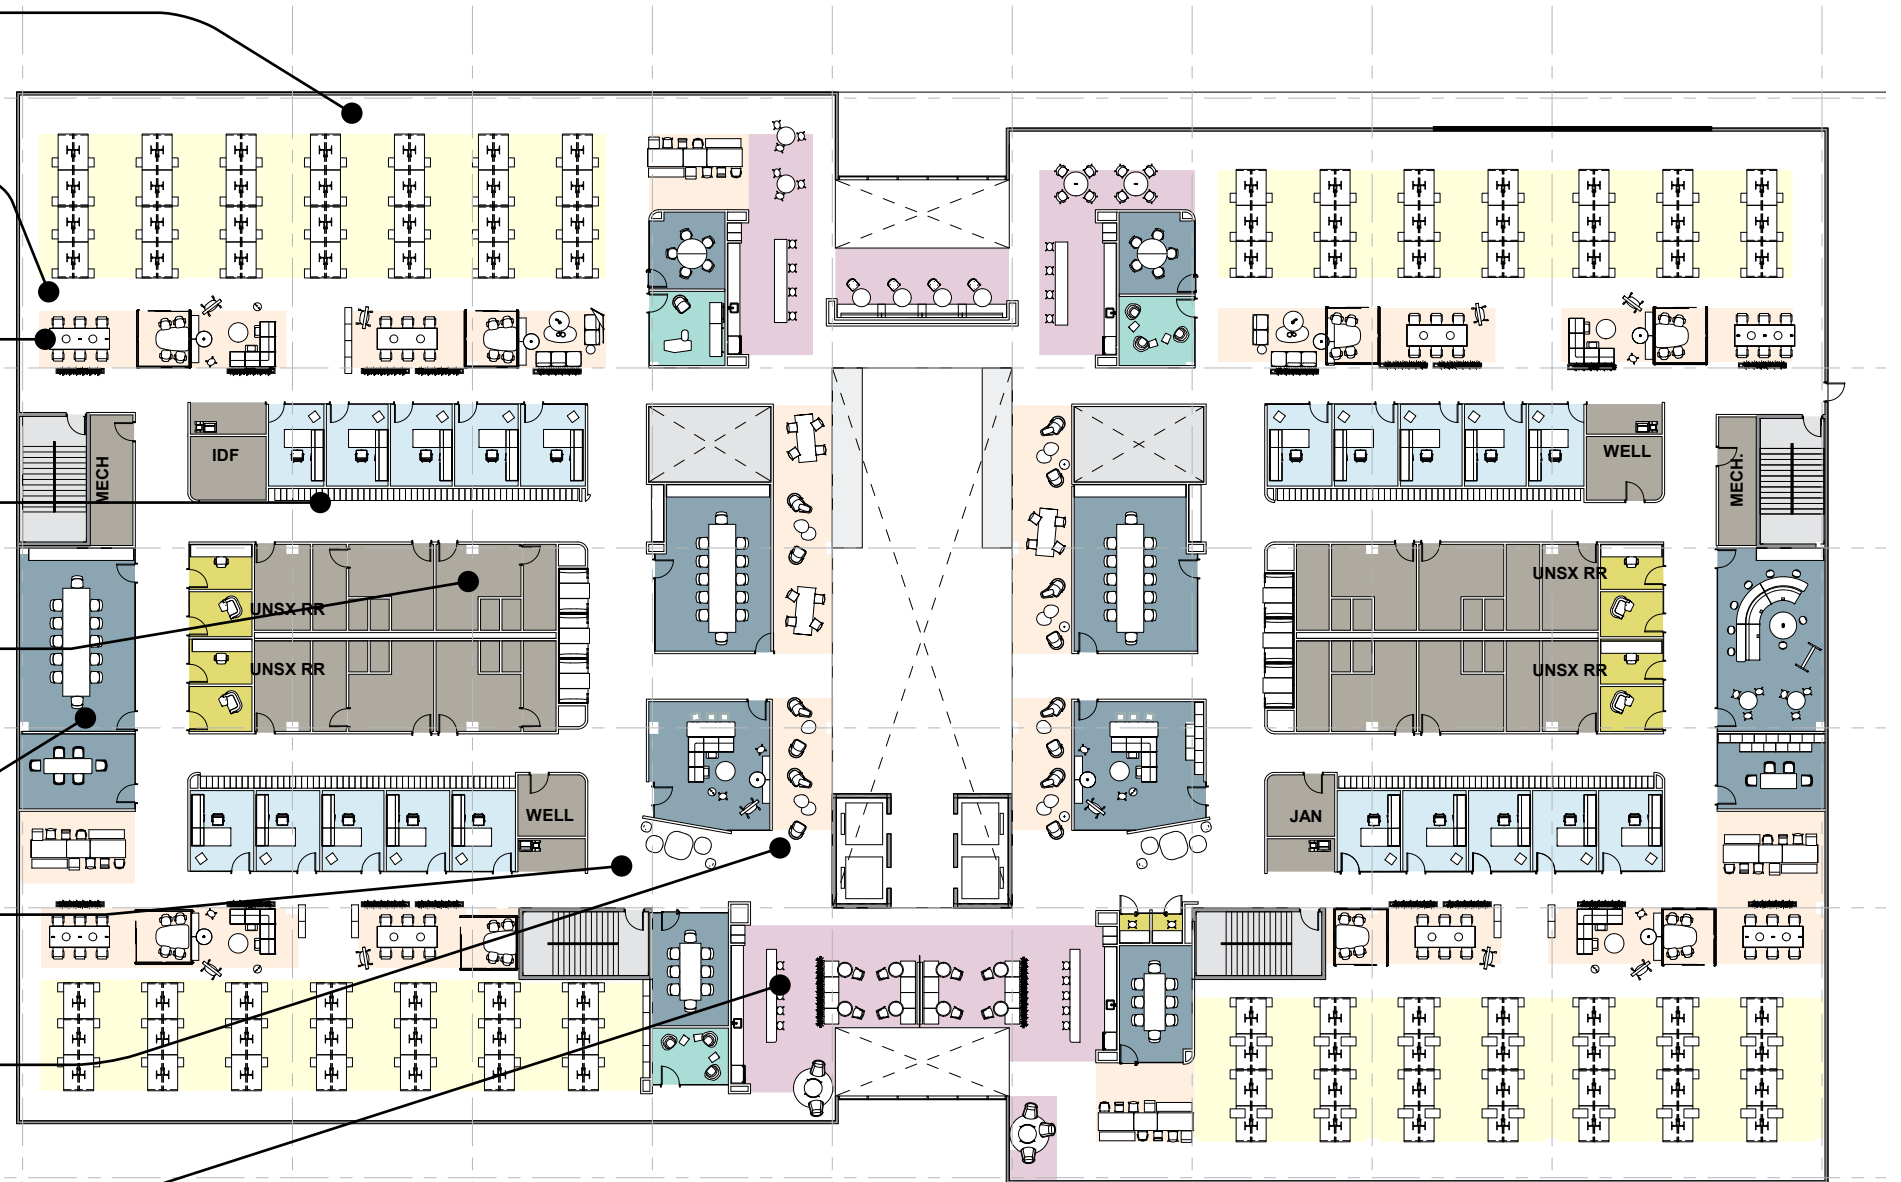 IDF
WELL
MECH
MECH.
UNSX RR
UNSX RR
UNSX RR
UNSX RR
WELL
JAN